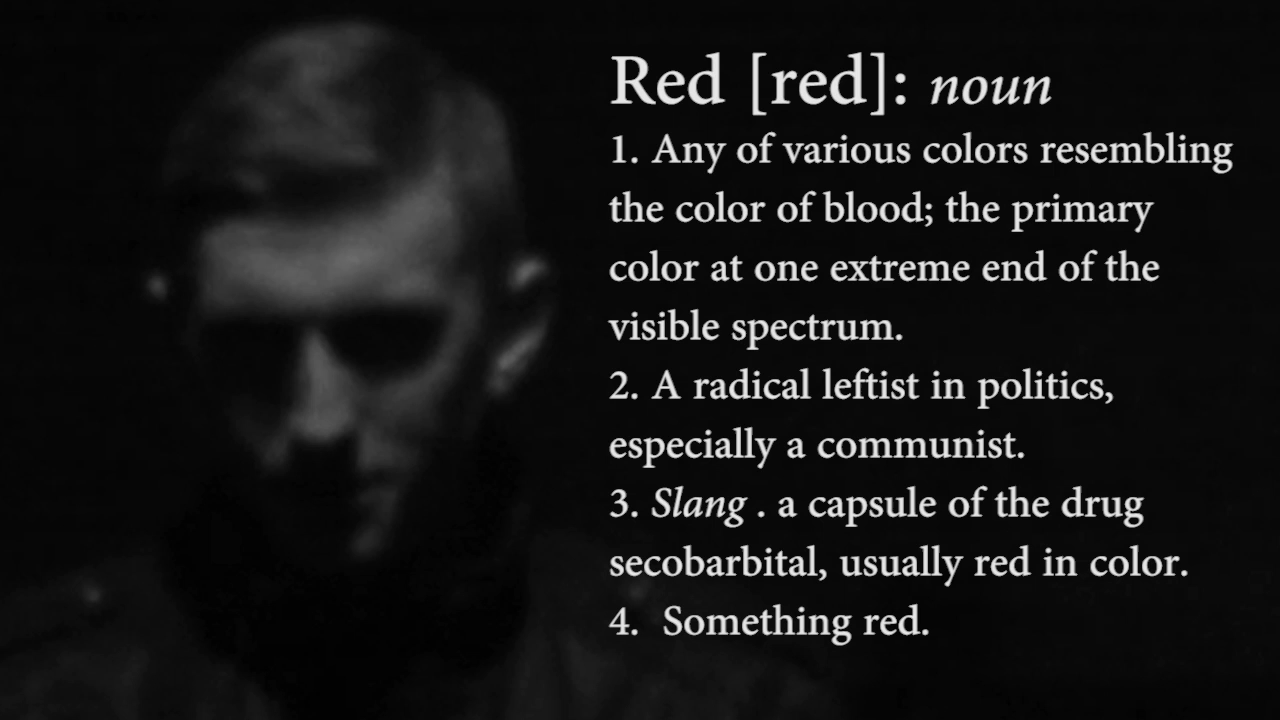 Red [red]: noun
1. Any of various colors resembling
the color of blood; the primary
color at one extreme end of the
visible spectrum.
2. A radical leftist in politics,
especially a communist.
3. Slang . a capsule of the drug
secobarbital, usually red in color.
4.  Something red.